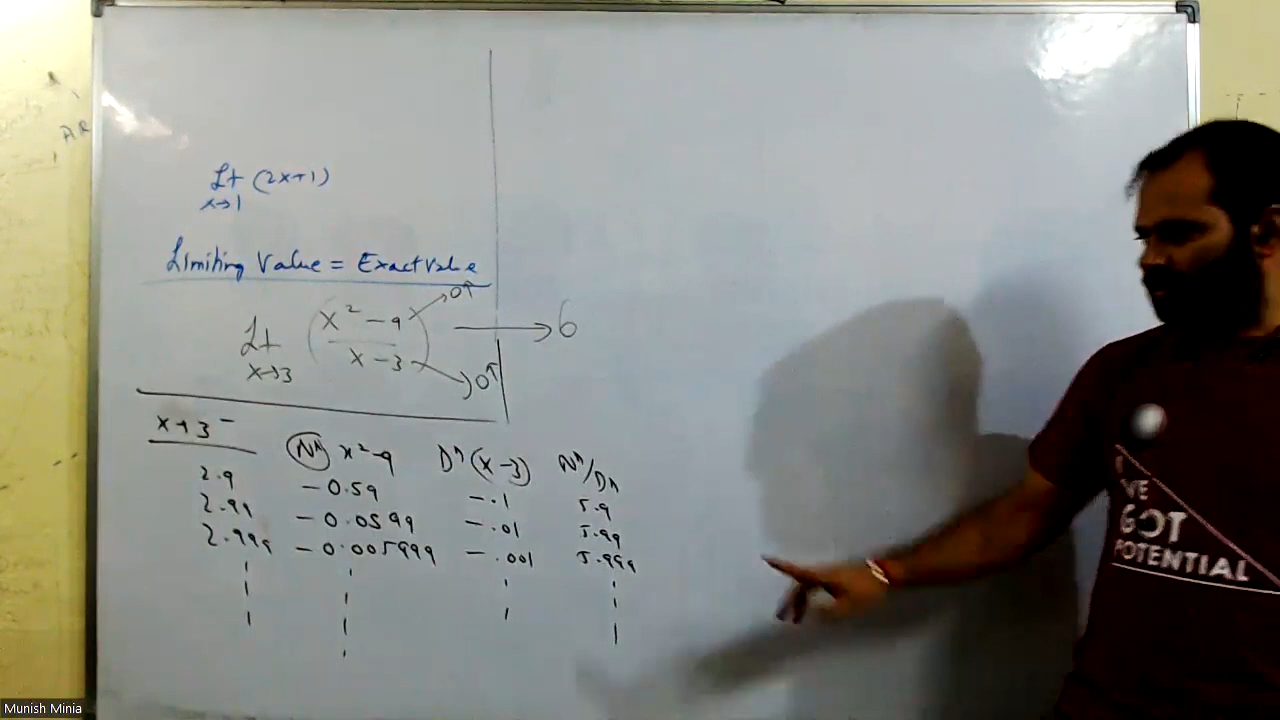 AR
Lt (2x+1)
x→1
Limiting Value = Exact Value
Lt (x² - 9 / x - 3) → 6
→ 0↑
→ 0↑
x→3
x→3⁻
Nʳ x²-9 Dʳ (x-3) Nʳ/Dʳ
2.9 -0.59 -.1 5.9
2.99 -0.0599 -.01 5.99
2.999 -0.005999 -.001 5.999
GOT
POTENTIAL
Munish Minia